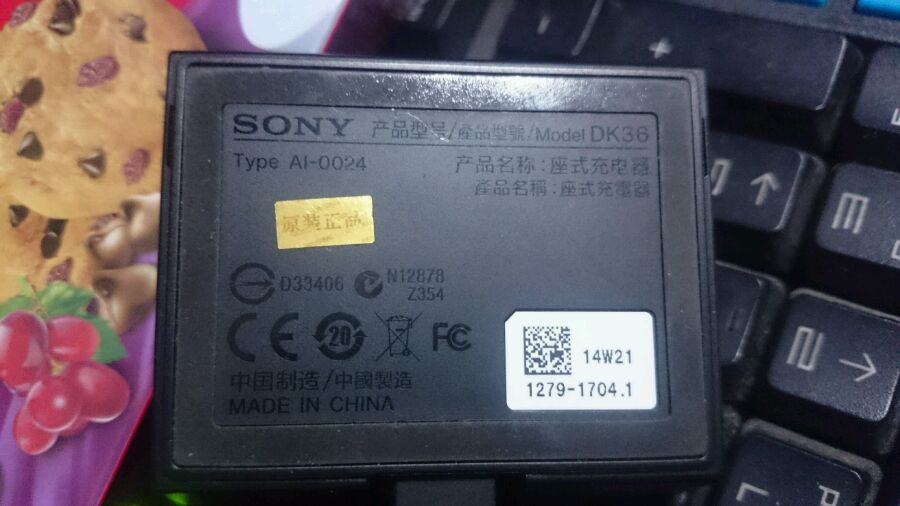 SONY 产品型号/產品型號/Model DK36
Type AI-0024
产品名称:座式充电器
產品名稱:座式充電器
原装正品
D33406
N12878
Z354
CE
20
FC
14W21
1279-1704.1
中国制造/中國製造
MADE IN CHINA